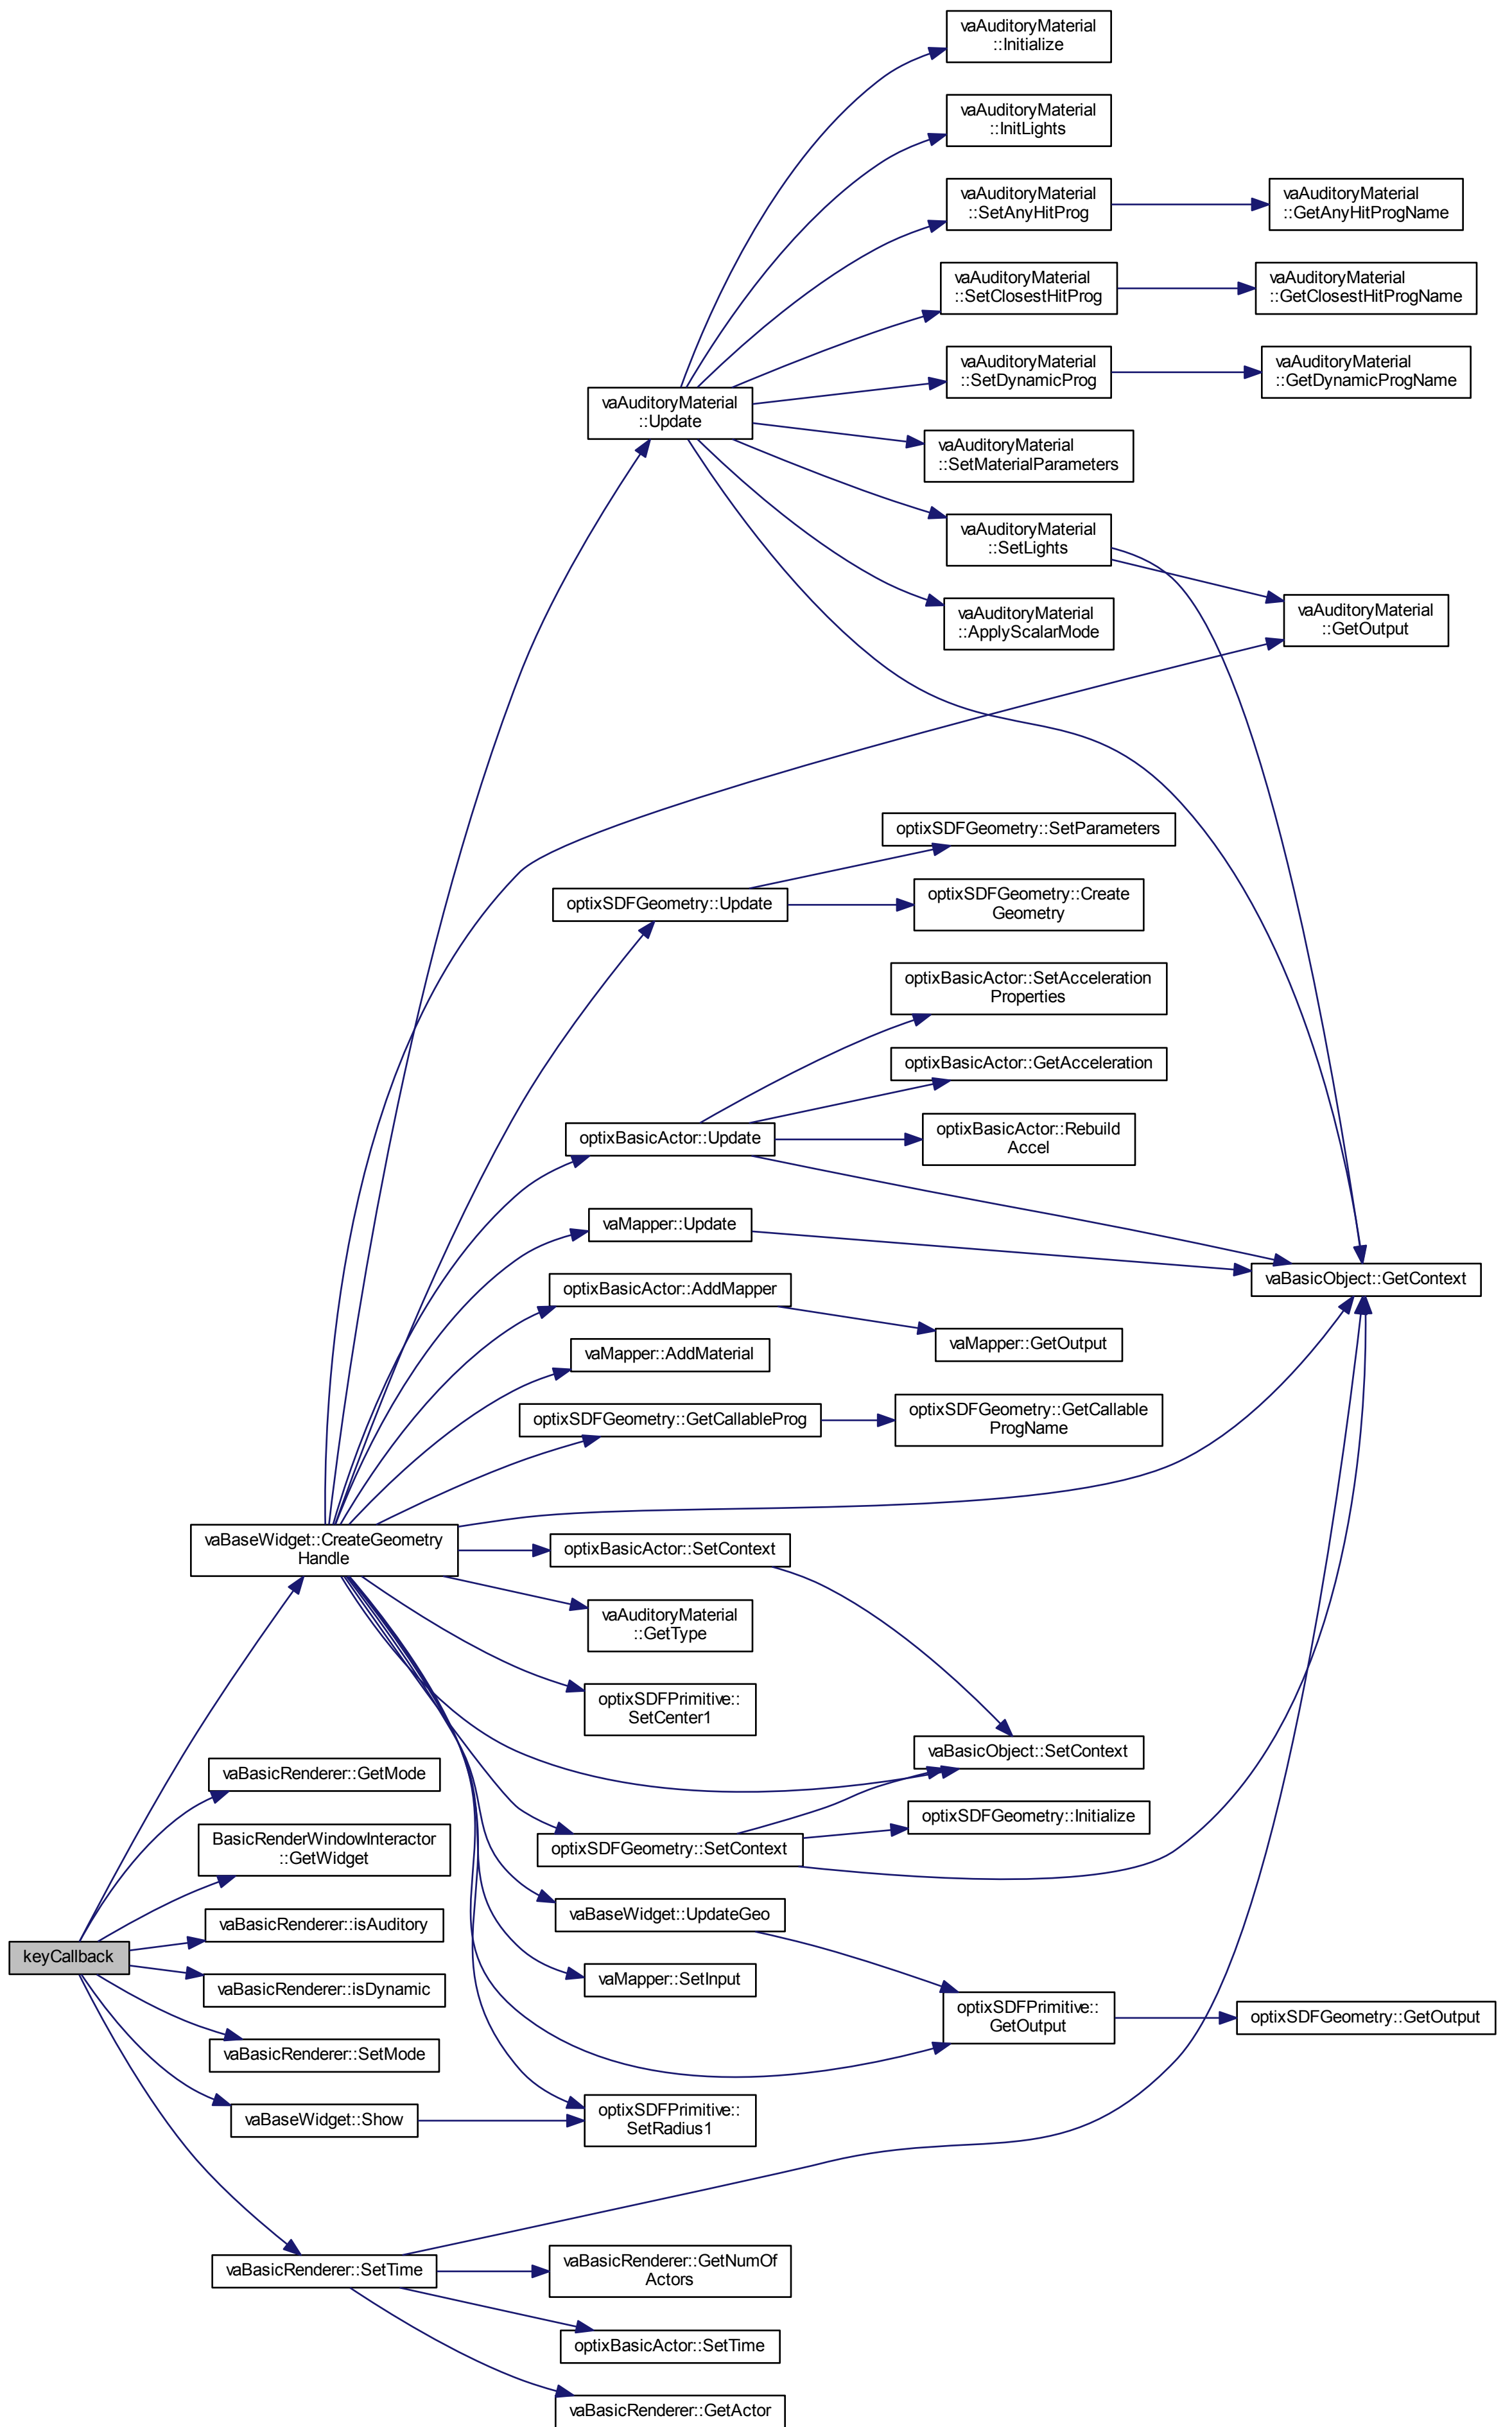 vaAuditoryMaterial
::Initialize
vaAuditoryMaterial
::InitLights
vaAuditoryMaterial
::SetAnyHitProg
vaAuditoryMaterial
::GetAnyHitProgName
vaAuditoryMaterial
::SetClosestHitProg
vaAuditoryMaterial
::GetClosestHitProgName
vaAuditoryMaterial
::SetDynamicProg
vaAuditoryMaterial
::GetDynamicProgName
vaAuditoryMaterial
::Update
vaAuditoryMaterial
::SetMaterialParameters
vaAuditoryMaterial
::SetLights
vaAuditoryMaterial
::ApplyScalarMode
vaAuditoryMaterial
::GetOutput
optixSDFGeometry::SetParameters
optixSDFGeometry::Update
optixSDFGeometry::Create
Geometry
optixBasicActor::SetAcceleration
Properties
optixBasicActor::GetAcceleration
optixBasicActor::Update
optixBasicActor::Rebuild
Accel
vaMapper::Update
vaBasicObject::GetContext
optixBasicActor::AddMapper
vaMapper::GetOutput
vaMapper::AddMaterial
optixSDFGeometry::GetCallableProg
optixSDFGeometry::GetCallable
ProgName
vaBaseWidget::CreateGeometry
Handle
optixBasicActor::SetContext
vaAuditoryMaterial
::GetType
optixSDFPrimitive::
SetCenter1
vaBasicObject::SetContext
vaBasicRenderer::GetMode
optixSDFGeometry::Initialize
BasicRenderWindowInteractor
::GetWidget
optixSDFGeometry::SetContext
vaBaseWidget::UpdateGeo
vaBasicRenderer::isAuditory
keyCallback
vaMapper::SetInput
vaBasicRenderer::isDynamic
optixSDFPrimitive::
GetOutput
optixSDFGeometry::GetOutput
vaBasicRenderer::SetMode
vaBaseWidget::Show
optixSDFPrimitive::
SetRadius1
vaBasicRenderer::SetTime
vaBasicRenderer::GetNumOf
Actors
optixBasicActor::SetTime
vaBasicRenderer::GetActor